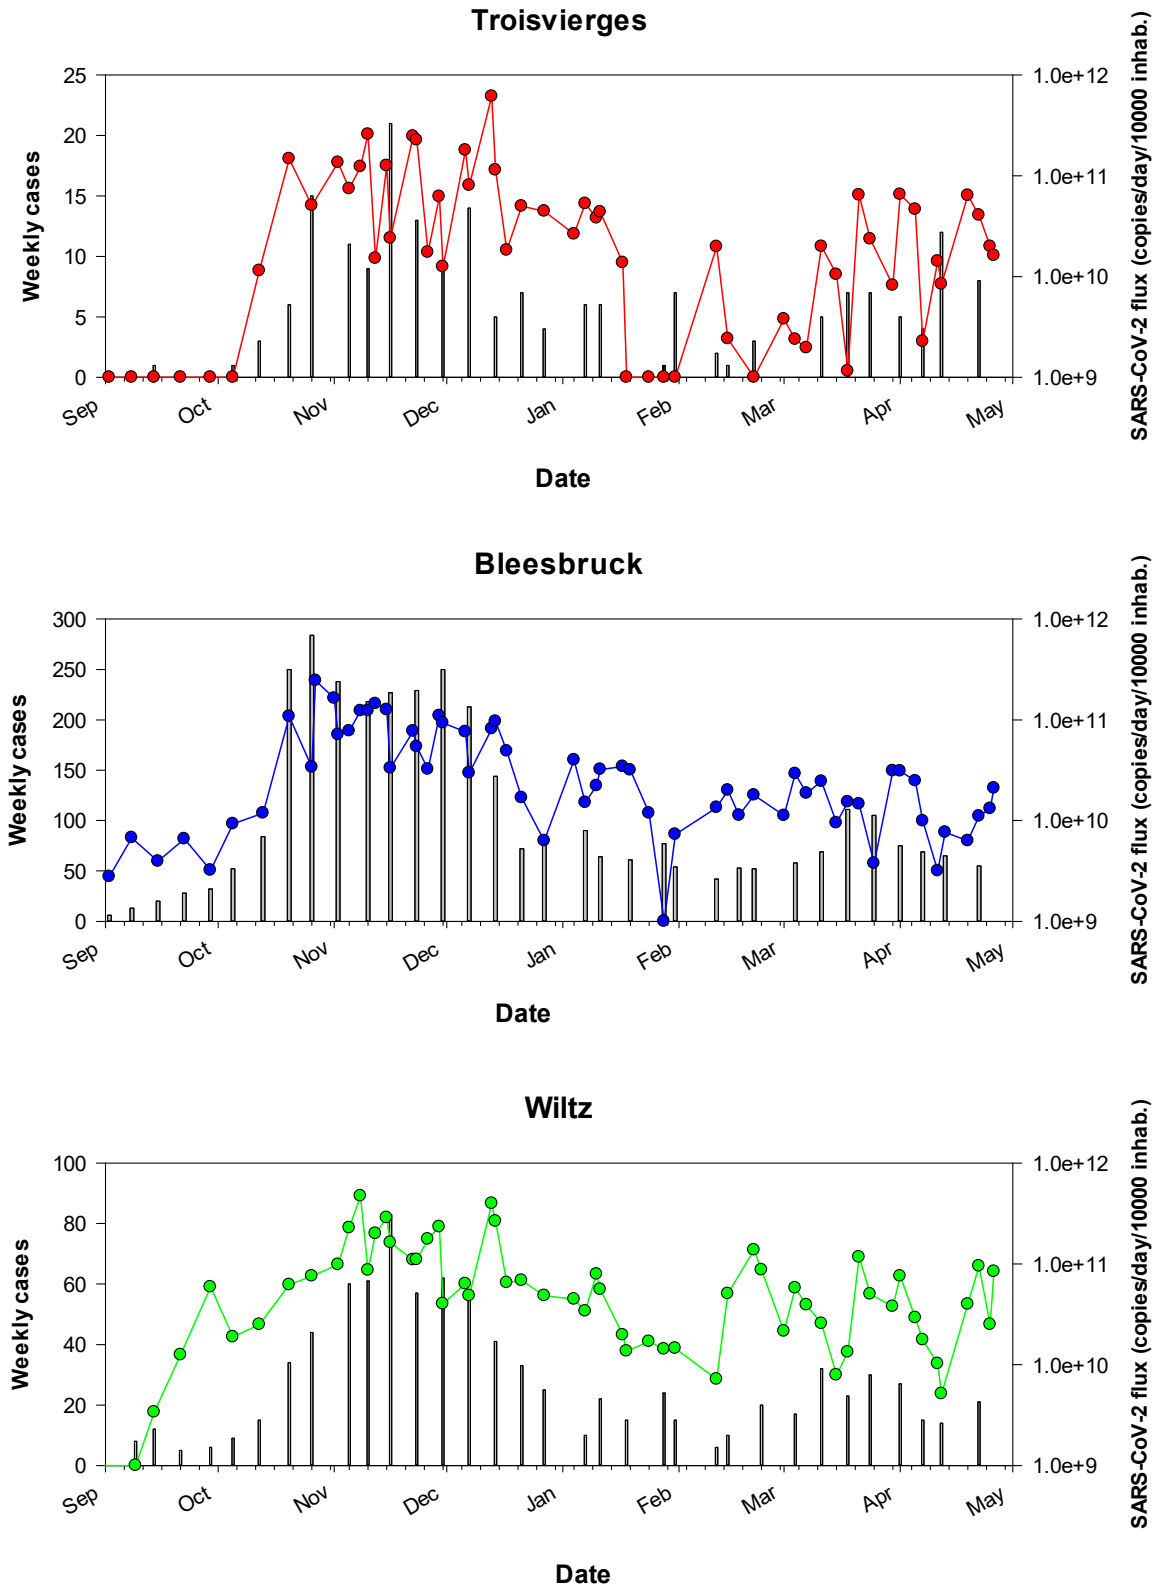 Troisvierges
25
20
15
10
5
0
Weekly cases
1.0e+12
1.0e+11
1.0e+10
1.0e+9
SARS-CoV-2 flux (copies/day/10000 inhab.)
Sep Oct Nov Dec Jan Feb Mar Apr May
Date
Bleesbruck
300
250
200
150
100
50
0
Weekly cases
1.0e+12
1.0e+11
1.0e+10
1.0e+9
SARS-CoV-2 flux (copies/day/10000 inhab.)
Sep Oct Nov Dec Jan Feb Mar Apr May
Date
Wiltz
100
80
60
40
20
0
Weekly cases
1.0e+12
1.0e+11
1.0e+10
1.0e+9
SARS-CoV-2 flux (copies/day/10000 inhab.)
Sep Oct Nov Dec Jan Feb Mar Apr May
Date